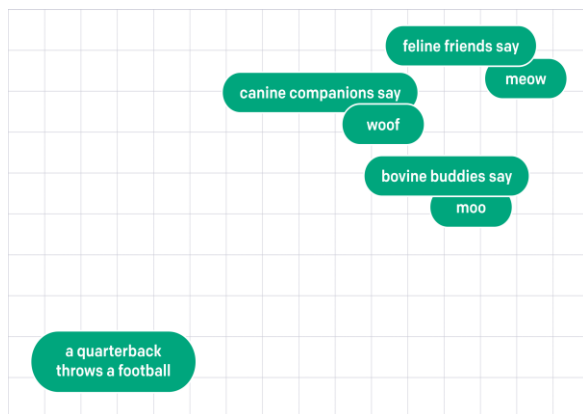 feline friends say
meow
canine companions say
woof
bovine buddies say
moo
a quarterback
throws a football